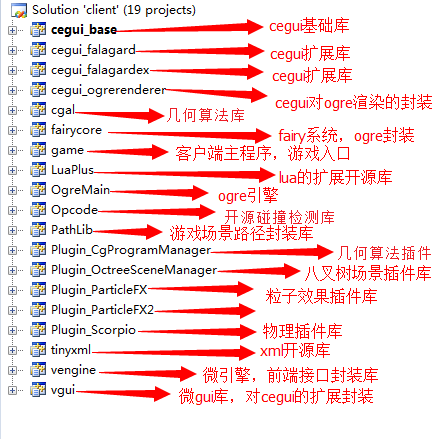 Solution 'client' (19 projects)
cegui_base cegui基础库
cegui_falagard cegui扩展库
cegui_falagardex cegui扩展库
cegui_ogrerenderer cegui对ogre渲染的封装
cgal 几何算法库
fairycore fairy系统，ogre封装
game 客户端主程序，游戏入口
LuaPlus lua的扩展开源库
OgreMain ogre引擎
Opcode 开源碰撞检测库
PathLib 游戏场景路径封装库
Plugin_CgProgramManager 几何算法插件
Plugin_OctreeSceneManager 八叉树场景插件库
Plugin_ParticleFX 粒子效果插件库
Plugin_ParticleFX2
Plugin_Scorpio 物理插件库
tinyxml xml开源库
vengine 微引擎，前端接口封装库
vgui 微gui库，对cegui的扩展封装